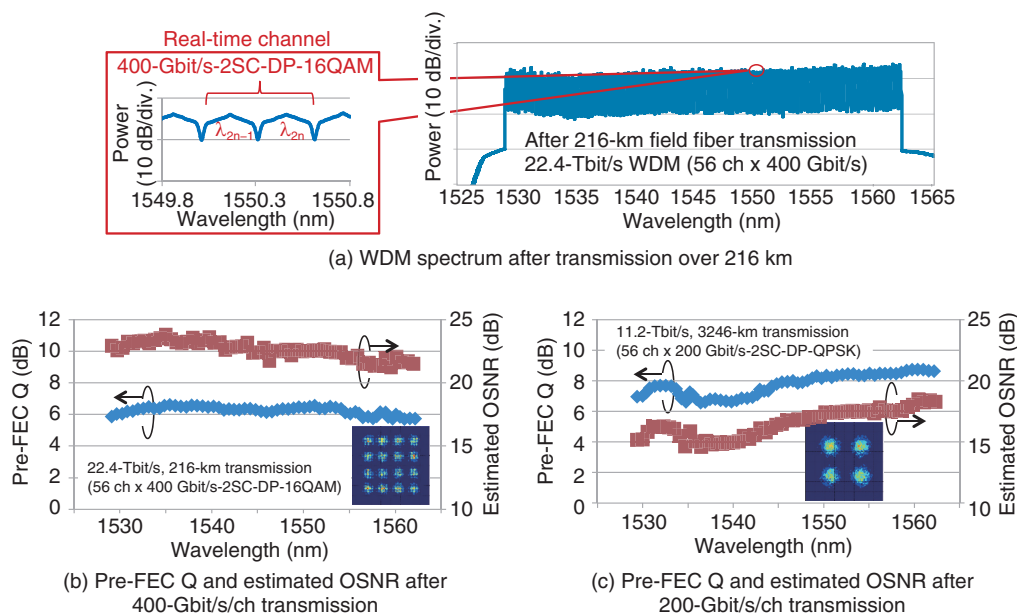 Real-time channel
400-Gbit/s-2SC-DP-16QAM
Power
(10 dB/div.)
λ2n−1
λ2n
1549.8
1550.3
1550.8
Wavelength (nm)
Power (10 dB/div.)
After 216-km field fiber transmission
22.4-Tbit/s WDM (56 ch x 400 Gbit/s)
1525
1530
1535
1540
1545
1550
1555
1560
1565
Wavelength (nm)
(a) WDM spectrum after transmission over 216 km
Pre-FEC Q (dB)
12
10
8
6
4
2
0
25
20
15
10
Estimated OSNR (dB)
22.4-Tbit/s, 216-km transmission
(56 ch x 400 Gbit/s-2SC-DP-16QAM)
1530
1540
1550
1560
Wavelength (nm)
(b) Pre-FEC Q and estimated OSNR after
400-Gbit/s/ch transmission
Pre-FEC Q (dB)
12
10
8
6
4
2
0
25
20
15
10
Estimated OSNR (dB)
11.2-Tbit/s, 3246-km transmission
(56 ch x 200 Gbit/s-2SC-DP-QPSK)
1530
1540
1550
1560
Wavelength (nm)
(c) Pre-FEC Q and estimated OSNR after
200-Gbit/s/ch transmission